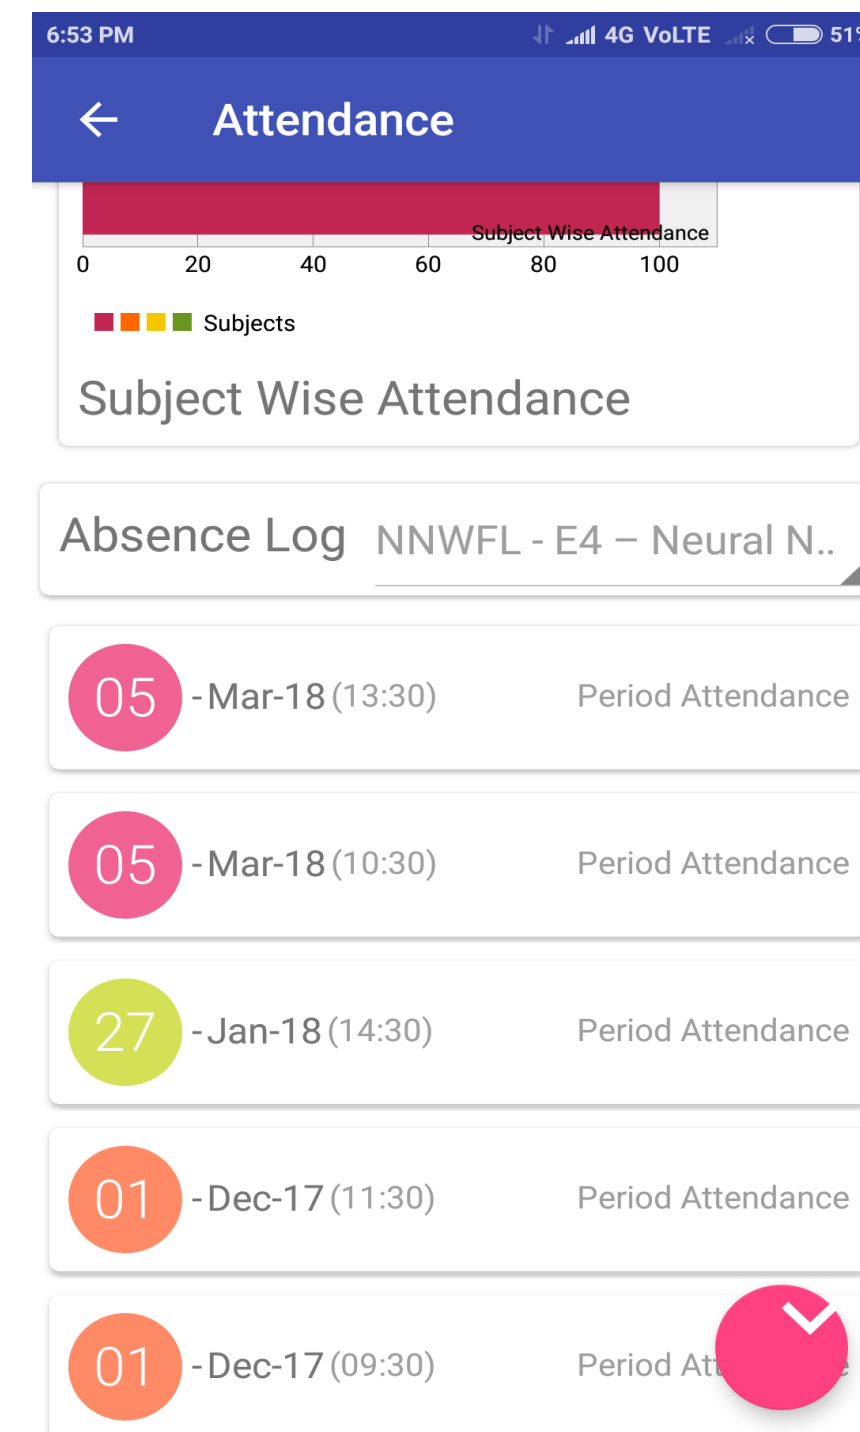 6:53 PM 4G VoLTE 51%
Attendance
Subject Wise Attendance
0 20 40 60 80 100
Subjects
Subject Wise Attendance
Absence Log NNWFL - E4 – Neural N..
05 -Mar-18 (13:30) Period Attendance
05 -Mar-18 (10:30) Period Attendance
27 -Jan-18 (14:30) Period Attendance
01 -Dec-17 (11:30) Period Attendance
01 -Dec-17 (09:30) Period Att